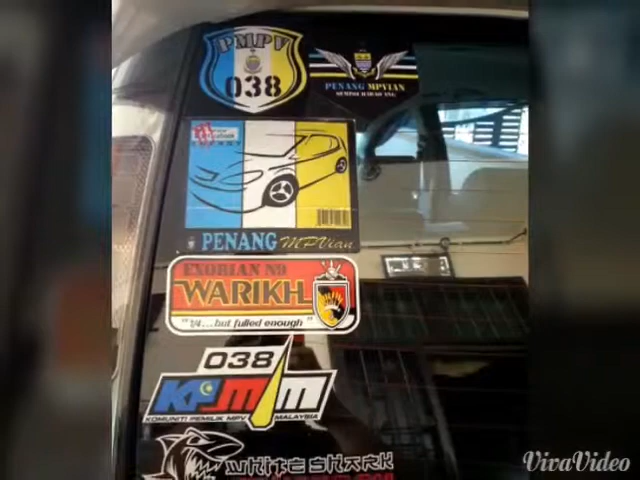 PMPV
038
PENANG MPVIAN
PENANG MPVian
EXORIAN N9
WARIKH
"1/4...but fulled enough"
038
KPMM
KOMUNITI PEMILIK MPV MALAYSIA
WHITE SHARK
VivaVideo